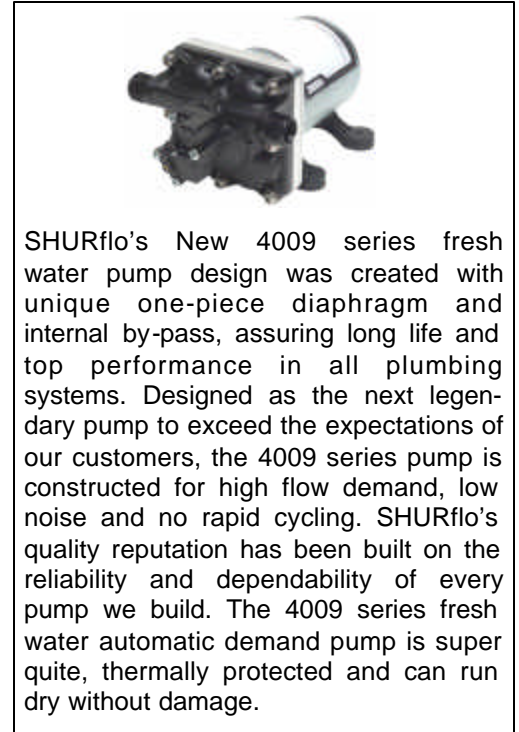 SHURflo's New 4009 series fresh
water pump design was created with
unique one-piece diaphragm and
internal by-pass, assuring long life and
top performance in all plumbing
systems. Designed as the next legen-
dary pump to exceed the expectations of
our customers, the 4009 series pump is
constructed for high flow demand, low
noise and no rapid cycling. SHURflo's
quality reputation has been built on the
reliability and dependability of every
pump we build. The 4009 series fresh
water automatic demand pump is super
quite, thermally protected and can run
dry without damage.